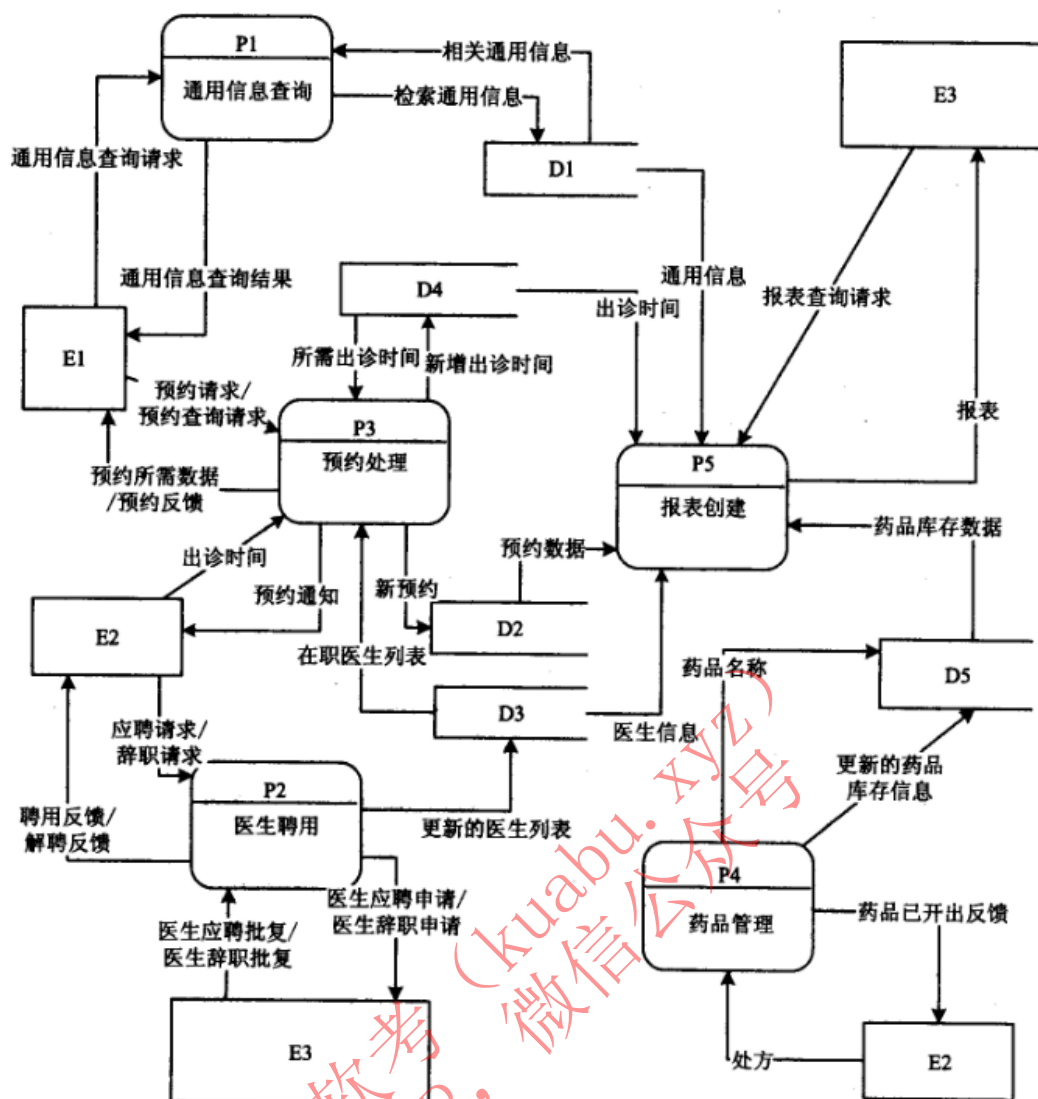 P1
通用信息查询
相关通用信息
检索通用信息
E3
通用信息查询请求
D1
通用信息查询结果
D4
出诊时间
通用信息
报表查询请求
E1
所需出诊时间
新增出诊时间
预约请求/
预约查询请求
P3
预约处理
报表
P5
报表创建
预约所需数据
/预约反馈
出诊时间
预约数据
药品库存数据
预约通知
新预约
E2
D2
在职医生列表
药品名称
D5
D3
医生信息
应聘请求/
辞职请求
更新的药品
库存信息
P2
医生聘用
聘用反馈/
解聘反馈
更新的医生列表
P4
药品管理
医生应聘申请/
医生辞职申请
药品已开出反馈
医生应聘批复/
医生辞职批复
E3
处方
E2
软考（kuabu.xyz）
微信公众号